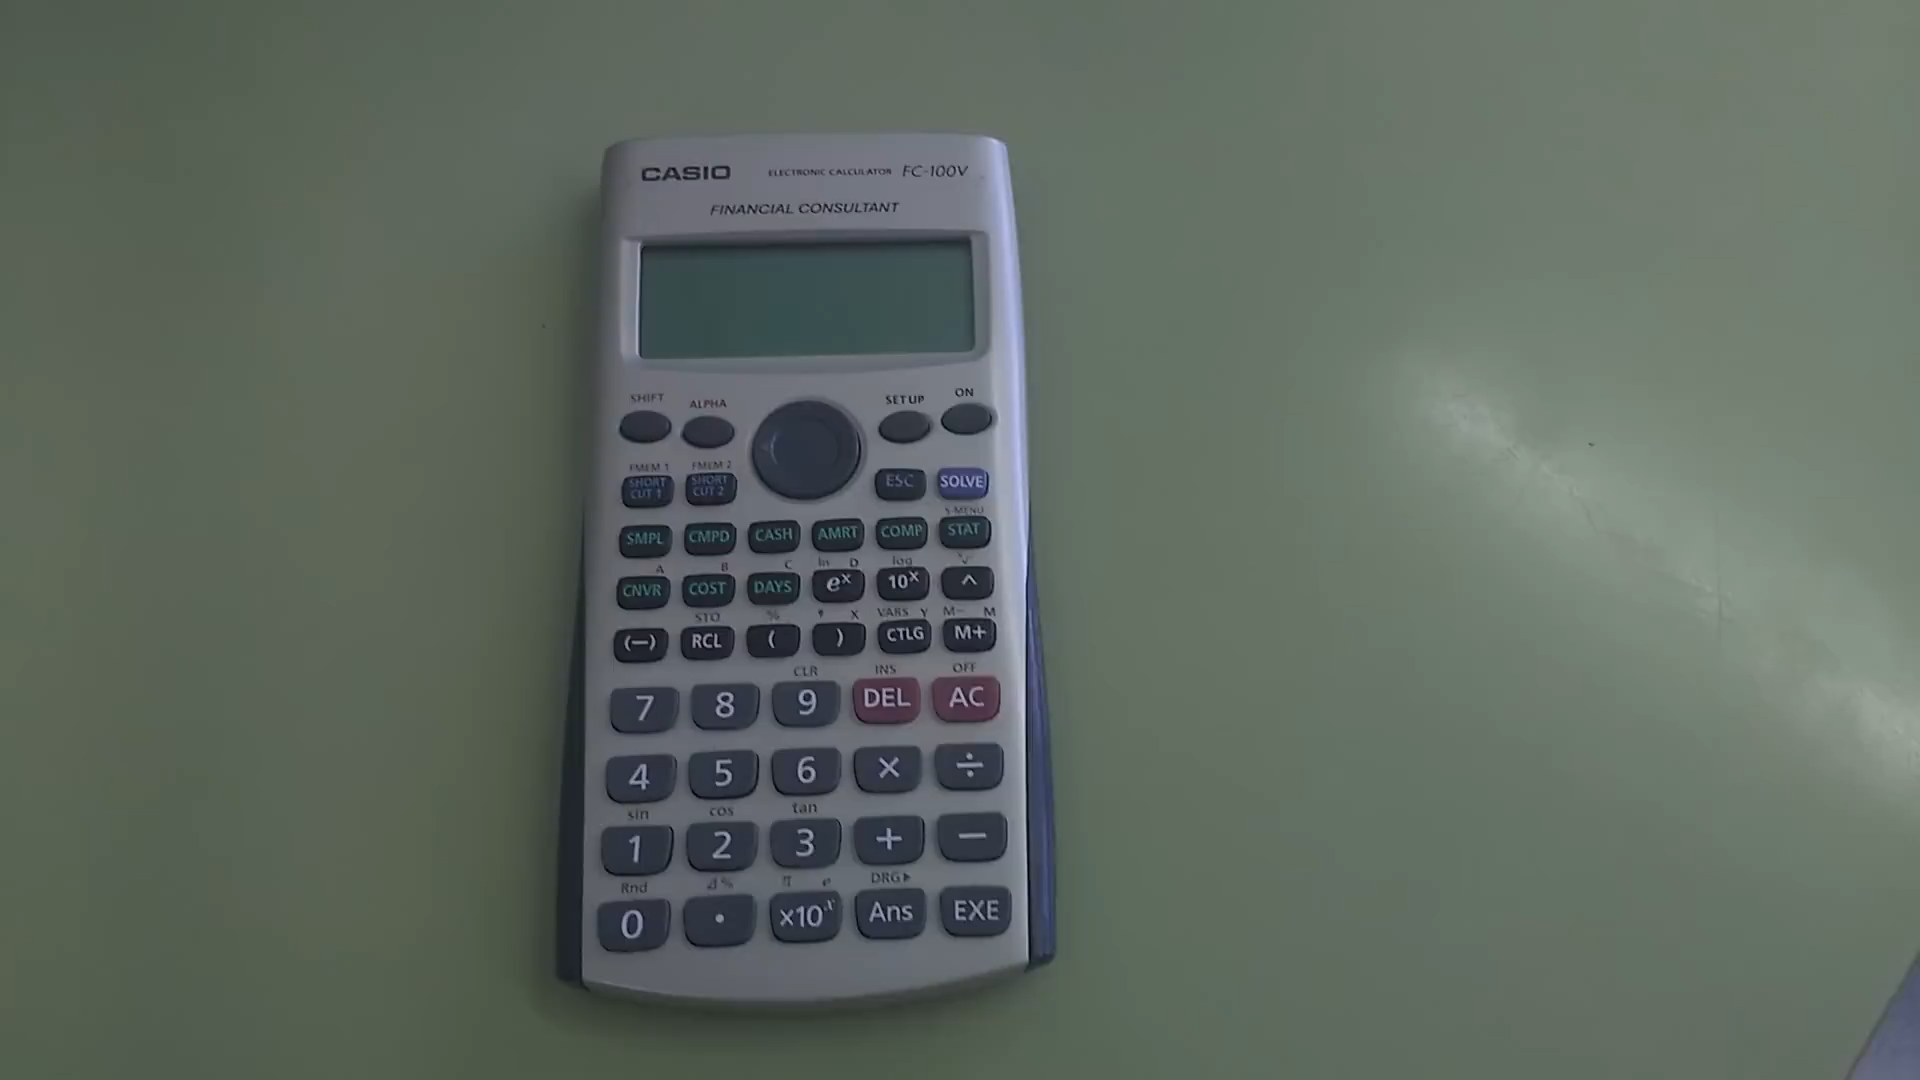 CASIO ELECTRONIC CALCULATOR FC-100V
FINANCIAL CONSULTANT
SHIFT ALPHA SETUP ON
FMEM 1 FMEM 2
SHORT CUT 1 SHORT CUT 2 ESC SOLVE
S-MENU
SMPL CMPD CASH AMRT COMP STAT
A B C ln D log
CNVR COST DAYS eˣ 10ˣ ^
STO % , X VARS Y M− M
(−) RCL ( ) CTLG M+
CLR INS OFF
7 8 9 DEL AC
4 5 6 × ÷
sin cos tan
1 2 3 + −
Rnd Δ% π e DRG▶
0 . ×10ˣ Ans EXE